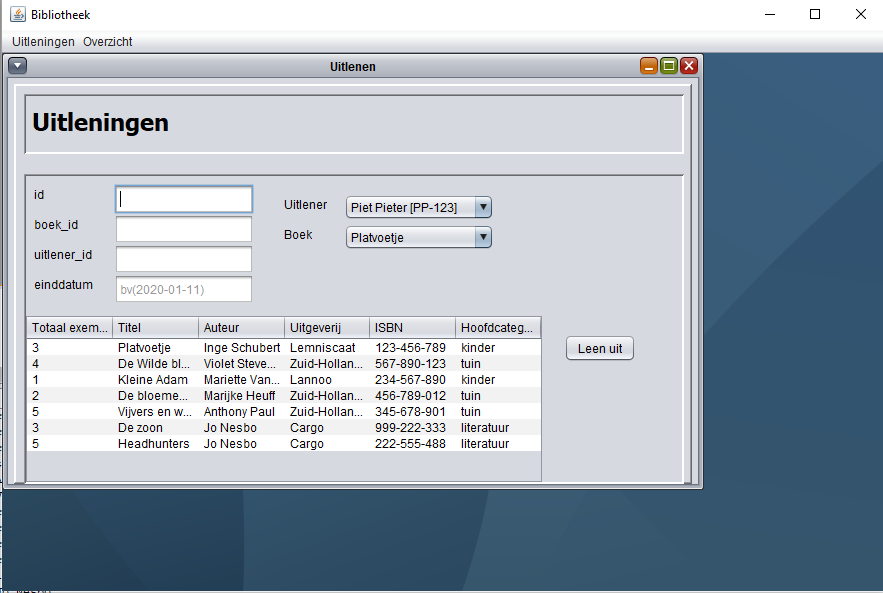 Bibliotheek
Uitleningen Overzicht
Uitlenen
Uitleningen
id
boek_id
uitlener_id
einddatum bv(2020-01-11)
Uitlener Piet Pieter [PP-123]
Boek Platvoetje
Totaal exem... Titel Auteur Uitgeverij ISBN Hoofdcateg...
3 Platvoetje Inge Schubert Lemniscaat 123-456-789 kinder
4 De Wilde bl... Violet Steve... Zuid-Hollan... 567-890-123 tuin
1 Kleine Adam Mariette Van... Lannoo 234-567-890 kinder
2 De bloeme... Marijke Heuff Zuid-Hollan... 456-789-012 tuin
5 Vijvers en w... Anthony Paul Zuid-Hollan... 345-678-901 tuin
3 De zoon Jo Nesbo Cargo 999-222-333 literatuur
5 Headhunters Jo Nesbo Cargo 222-555-488 literatuur
Leen uit